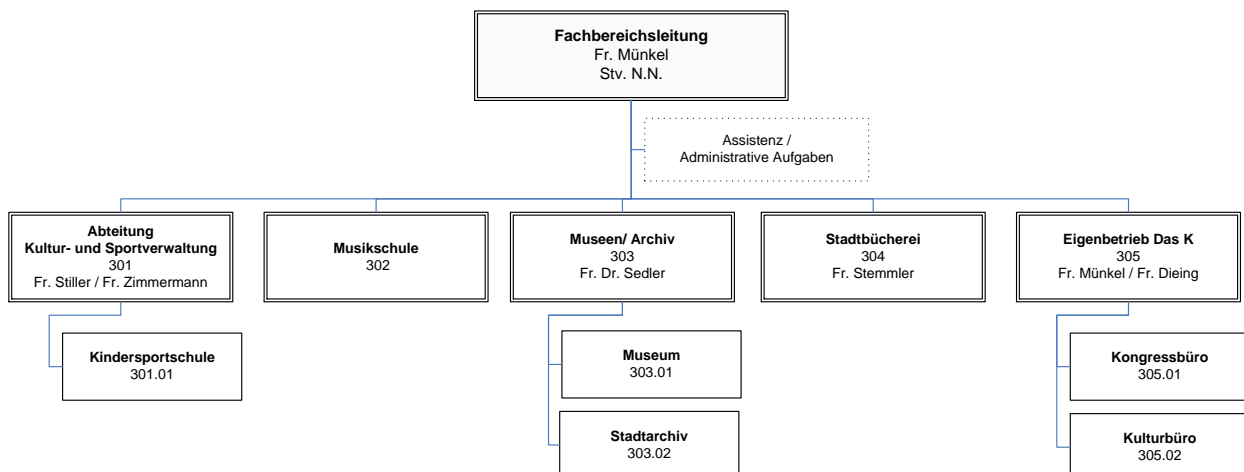 Fachbereichsleitung
Fr. Münkel
Stv. N.N.
Assistenz /
Administrative Aufgaben
Abteitung
Kultur- und Sportverwaltung
301
Fr. Stiller / Fr. Zimmermann
Musikschule
302
Museen/ Archiv
303
Fr. Dr. Sedler
Stadtbücherei
304
Fr. Stemmler
Eigenbetrieb Das K
305
Fr. Münkel / Fr. Dieing
Kindersportschule
301.01
Museum
303.01
Stadtarchiv
303.02
Kongressbüro
305.01
Kulturbüro
305.02